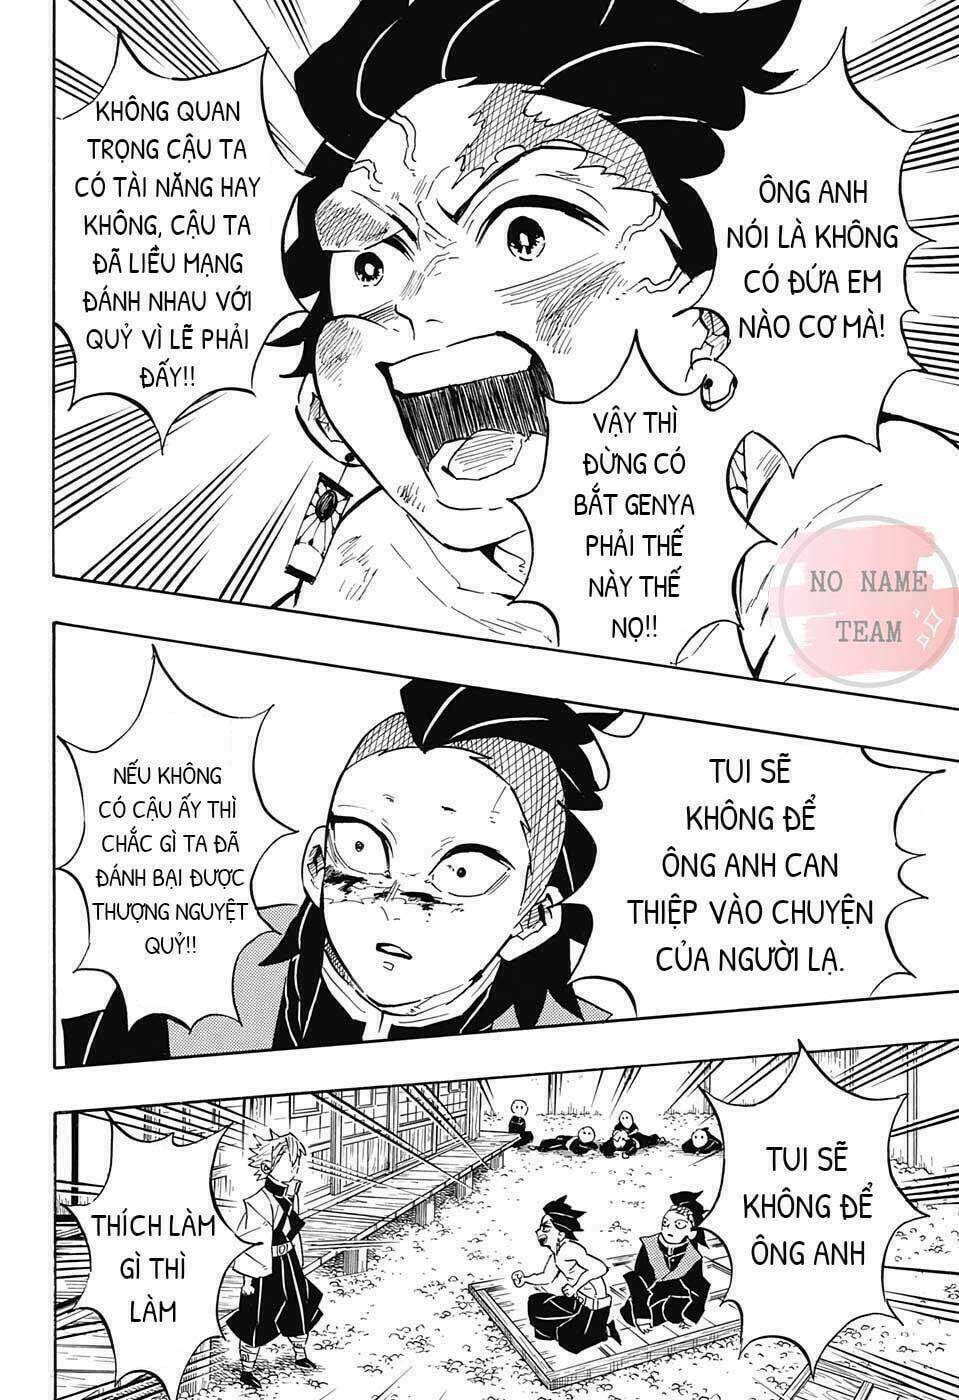 ÔNG ANH
NÓI LÀ KHÔNG
CÓ ĐỨA EM
NÀO CƠ MÀ!
VẬY THÌ
ĐỪNG CÓ
BẮT GENYA
PHẢI THẾ
NÀY THẾ
NỌ!!
KHÔNG QUAN
TRỌNG CẬU TA
CÓ TÀI NĂNG HAY
KHÔNG, CẬU TA
ĐÃ LIỀU MẠNG
ĐÁNH NHAU VỚI
QUỶ VÌ LẼ PHẢI
ĐẤY!!
NO NAME
TEAM
TUI SẼ
KHÔNG ĐỂ
ÔNG ANH CAN
THIỆP VÀO CHUYỆN
CỦA NGƯỜI LẠ.
NẾU KHÔNG
CÓ CẬU ẤY THÌ
CHẮC GÌ TA ĐÃ
ĐÁNH BẠI ĐƯỢC
THƯỢNG NGUYỆT
QUỶ!!
TUI SẼ
KHÔNG ĐỂ
ÔNG ANH
THÍCH LÀM
GÌ THÌ
LÀM